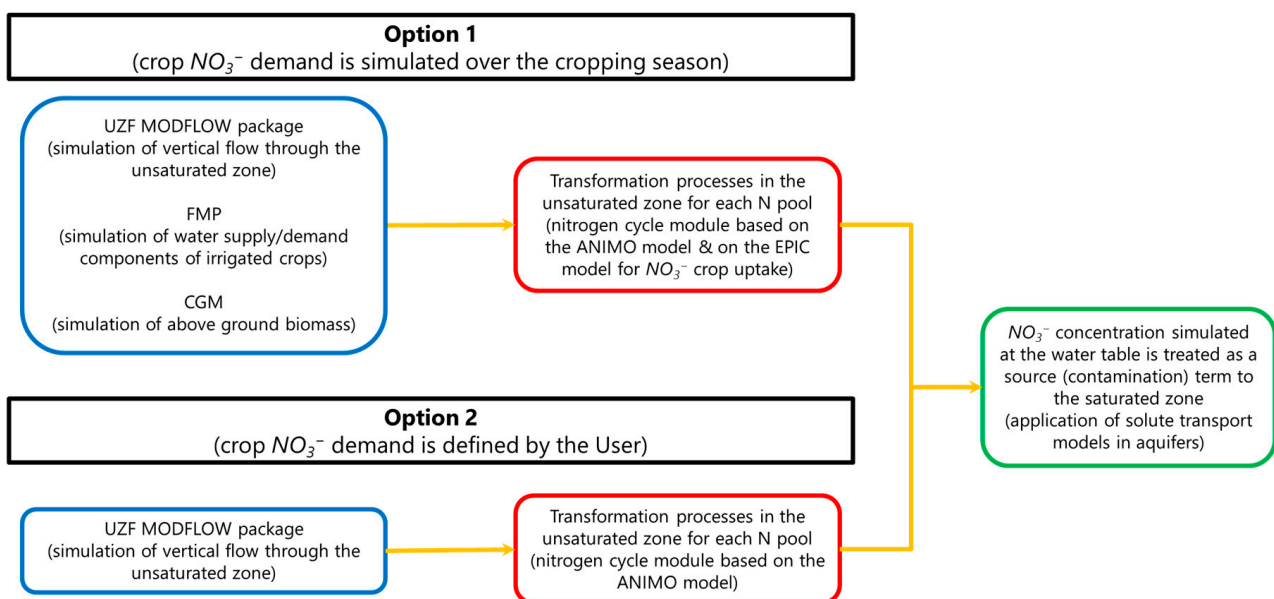 Option 1
(crop NO₃⁻ demand is simulated over the cropping season)
UZF MODFLOW package
(simulation of vertical flow through the
unsaturated zone)
FMP
(simulation of water supply/demand
components of irrigated crops)
CGM
(simulation of above ground biomass)
Transformation processes in the
unsaturated zone for each N pool
(nitrogen cycle module based on
the ANIMO model & on the EPIC
model for NO₃⁻ crop uptake)
NO₃⁻ concentration simulated
at the water table is treated as a
source (contamination) term to
the saturated zone
(application of solute transport
models in aquifers)
Option 2
(crop NO₃⁻ demand is defined by the User)
UZF MODFLOW package
(simulation of vertical flow through the
unsaturated zone)
Transformation processes in the
unsaturated zone for each N pool
(nitrogen cycle module based on the
ANIMO model)